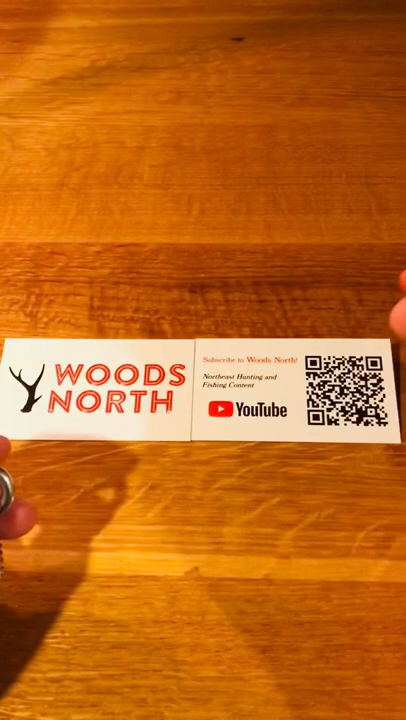 WOODS
NORTH
Subscribe to Woods North!
Northeast Hunting and
Fishing Content
YouTube